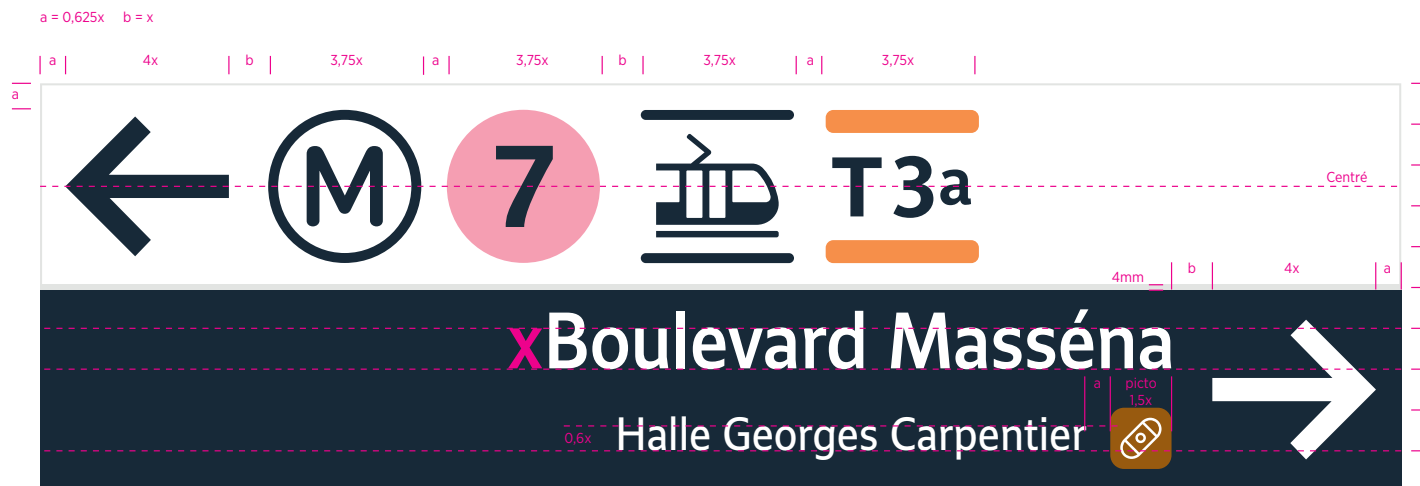 a = 0,625x b = x
a 4x b 3,75x a 3,75x b 3,75x a 3,75x
a
M 7 T3a
Centré
4mm b 4x a
xBoulevard Masséna
a picto
1,5x
0,6x Halle Georges Carpentier